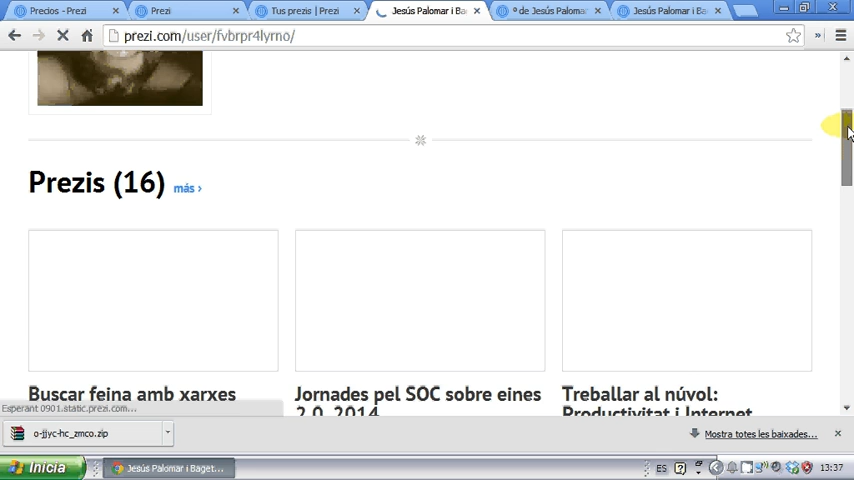 Precios - Prezi
Prezi
Tus prezis | Prezi
Jesús Palomar i Ba
º de Jesús Palomar
Jesús Palomar i Ba
prezi.com/user/fvbrpr4lyrno/
Prezis (16) más ›
Buscar feina amb xarxes
Jornades pel SOC sobre eines
2.0. 2014
Treballar al núvol:
Productivitat i Internet
Esperant 0901.static.prezi.com...
o-jjyc-hc_zmco.zip
Mostra totes les baixades...
Inicia
Jesús Palomar i Baget...
ES
13:37